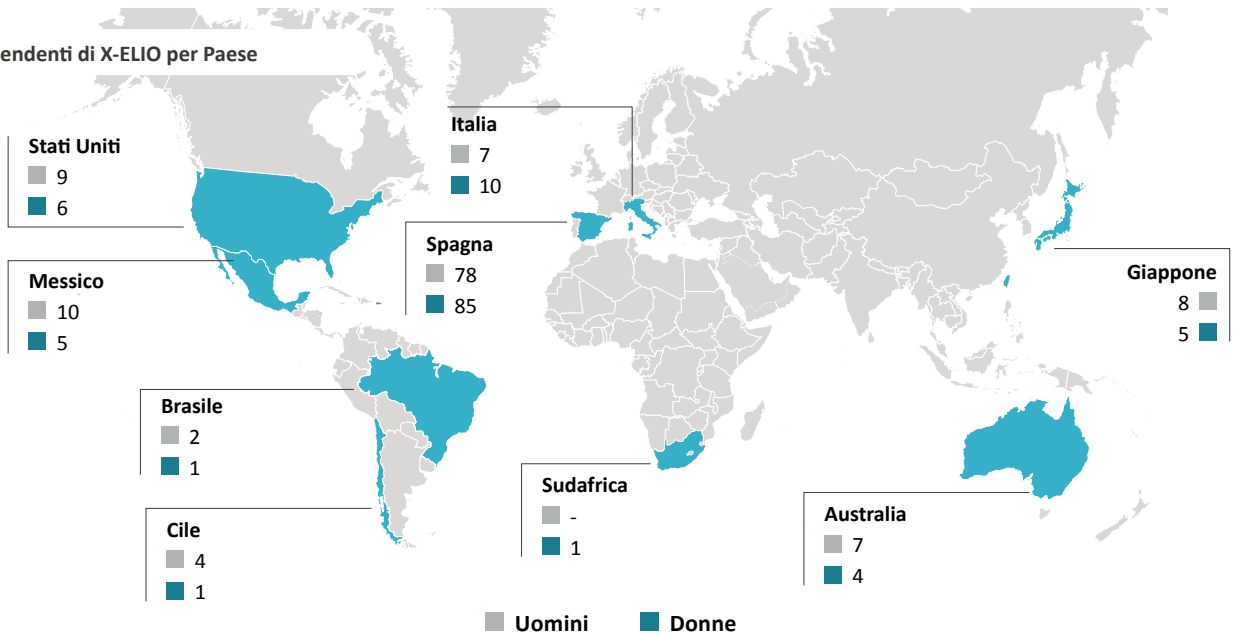 di X-ELIO per Paese
Stati Uniti
9
6
Messico
10
5
Italia
7
10
Spagna
78
85
Giappone
8
5
Brasile
2
1
Cile
4
1
Sudafrica
-
1
Australia
7
4
Uomini Donne